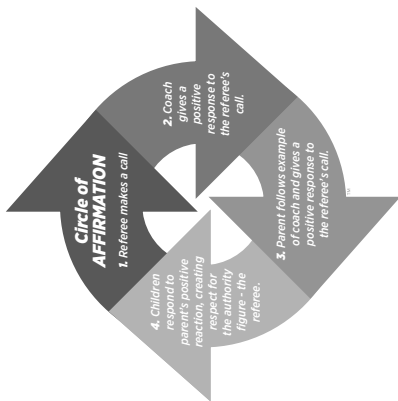 Circle of
AFFIRMATION
1. Referee makes a call
2. Coach
gives a
positive
response to
the referee's
call.
3. Parent follows example
of coach and gives a
positive response to
the referee's call.
4. Children
respond to
parent's positive
reaction, creating
respect for
the authority
figure - the
referee.
TM